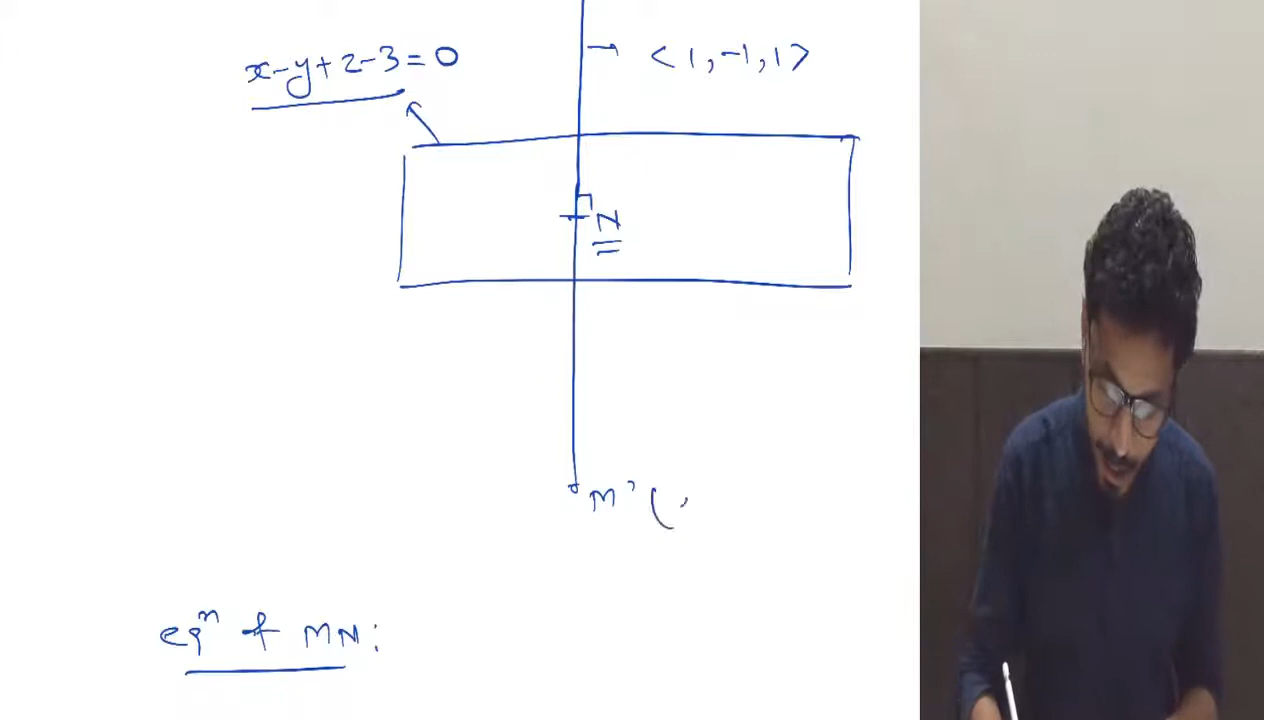 x-y+z-3=0
<1,-1,1>
N
M' (
eqⁿ of MN: